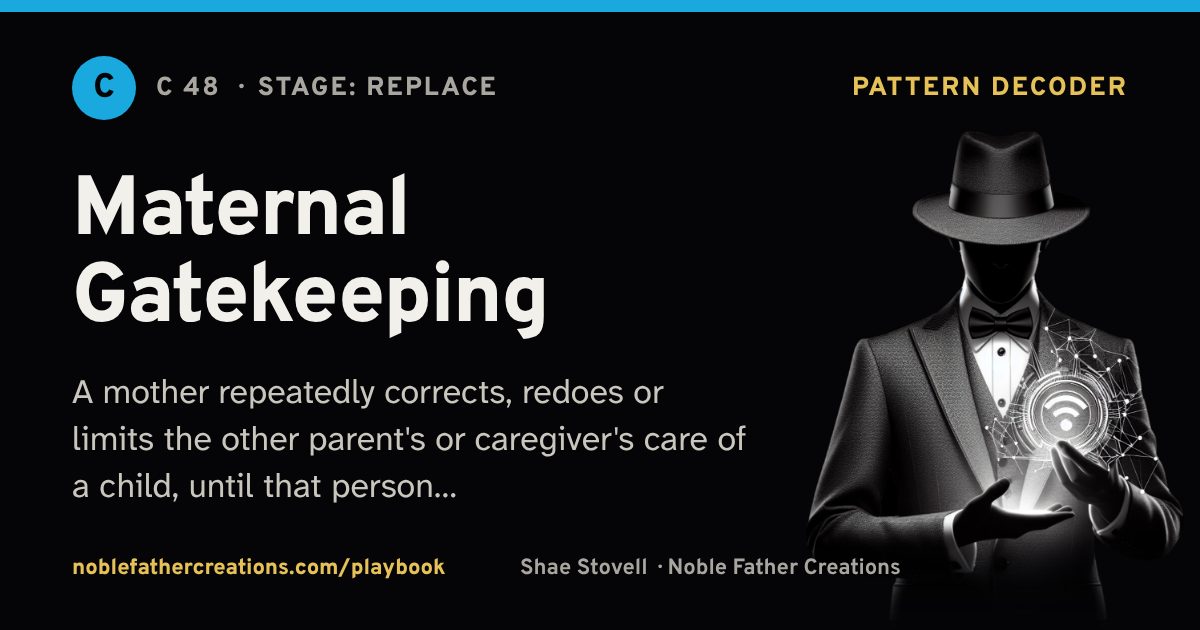 C
C 48 · STAGE: REPLACE
PATTERN DECODER
Maternal
Gatekeeping
A mother repeatedly corrects, redoes or
limits the other parent's or caregiver's care of
a child, until that person...
noblefathercreations.com/playbook
Shae Stovell · Noble Father Creations